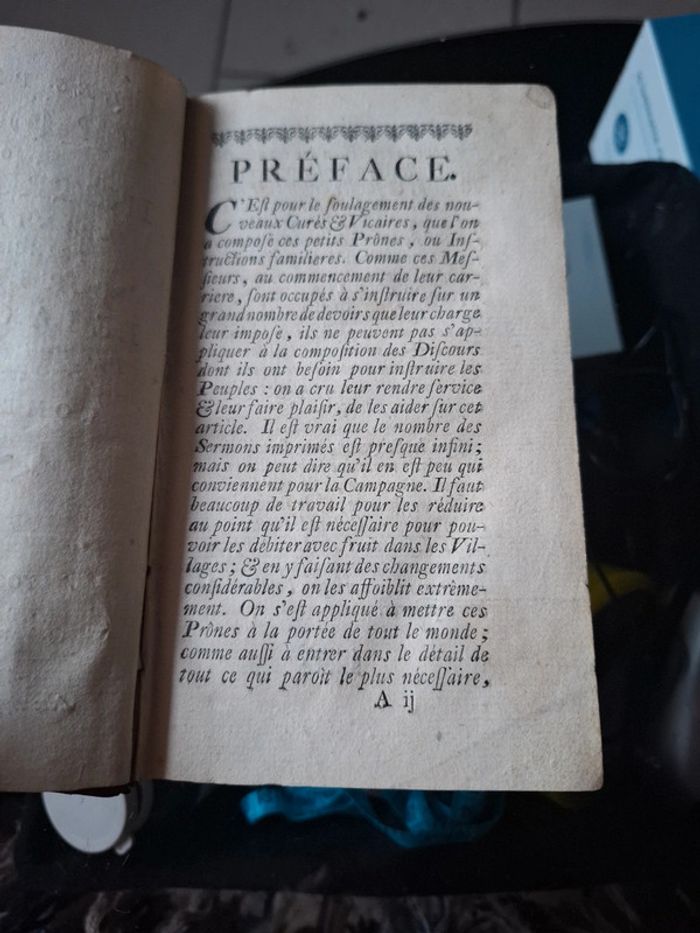 PRÉFACE.
C'Eſt pour le ſoulagement des nou-
veaux Curés & Vicaires, que l'on
a compoſé ces petits Prônes, ou Inſ-
tructions familieres. Comme ces Meſ-
ſieurs, au commencement de leur car-
riere, ſont occupés à s'inſtruire ſur un
grand nombre de devoirs que leur charge
leur impoſe, ils ne peuvent pas s'ap-
pliquer à la compoſition des Diſcours
dont ils ont beſoin pour inſtruire les
Peuples : on a cru leur rendre ſervice
& leur faire plaiſir, de les aider ſur cet
article. Il eſt vrai que le nombre des
Sermons imprimés eſt preſque infini ;
mais on peut dire qu'il en eſt peu qui
conviennent pour la Campagne. Il faut
beaucoup de travail pour les réduire
au point qu'il eſt néceſſaire pour pou-
voir les débiter avec fruit dans les Vil-
lages ; & en y faiſant des changements
conſidérables, on les affoiblit extrême-
ment. On s'eſt appliqué à mettre ces
Prônes à la portée de tout le monde ;
comme auſſi à entrer dans le détail de
tout ce qui paroît le plus néceſſaire,
A ij